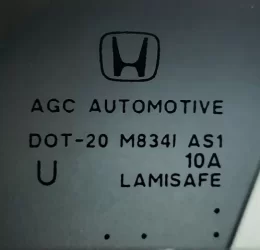 AGC AUTOMOTIVE
DOT-20 M834I AS1
10A
U LAMISAFE